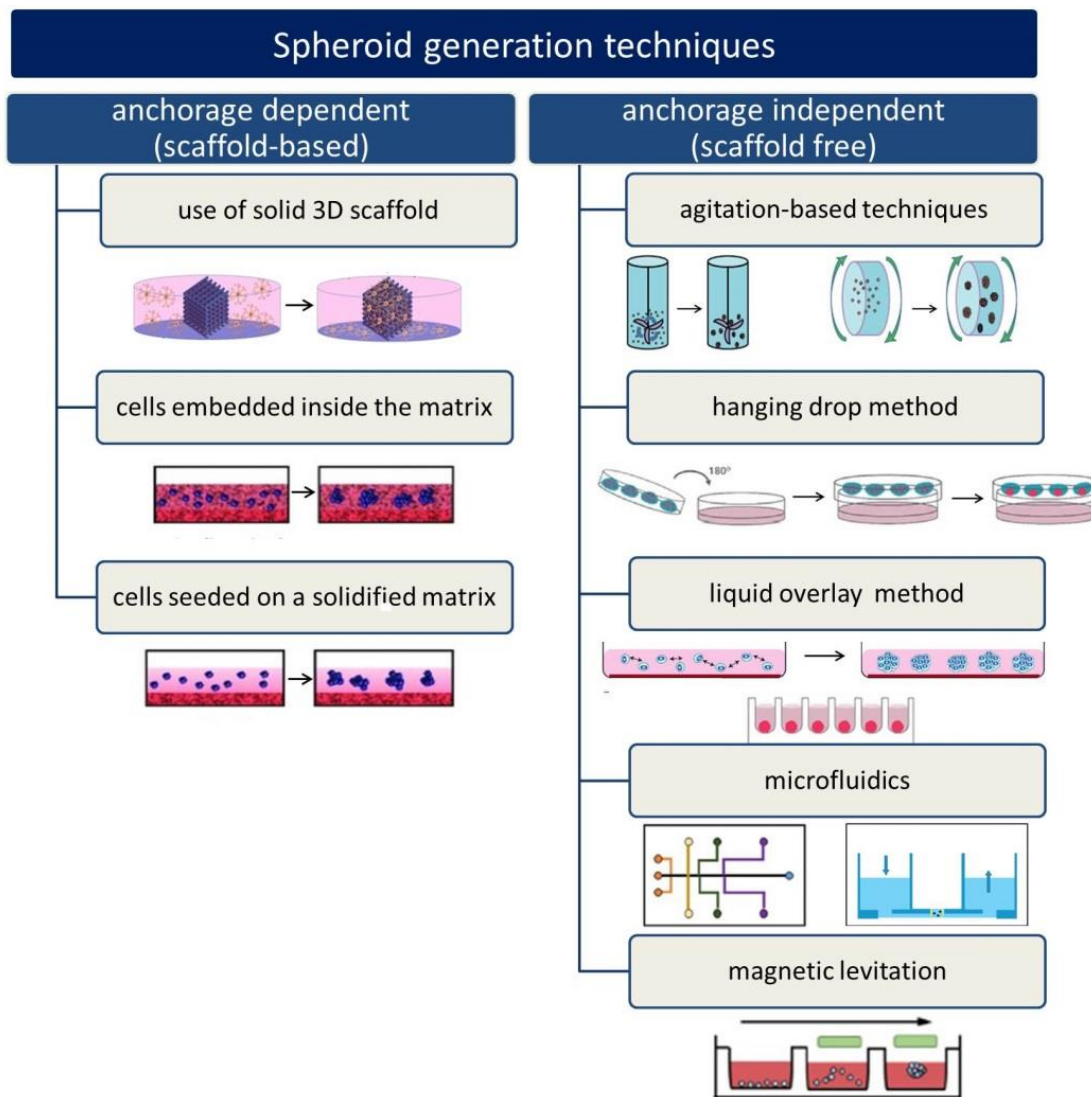 Spheroid generation techniques
anchorage dependent
(scaffold-based)
use of solid 3D scaffold
cells embedded inside the matrix
cells seeded on a solidified matrix
anchorage independent
(scaffold free)
agitation-based techniques
hanging drop method
180°
liquid overlay method
microfluidics
magnetic levitation